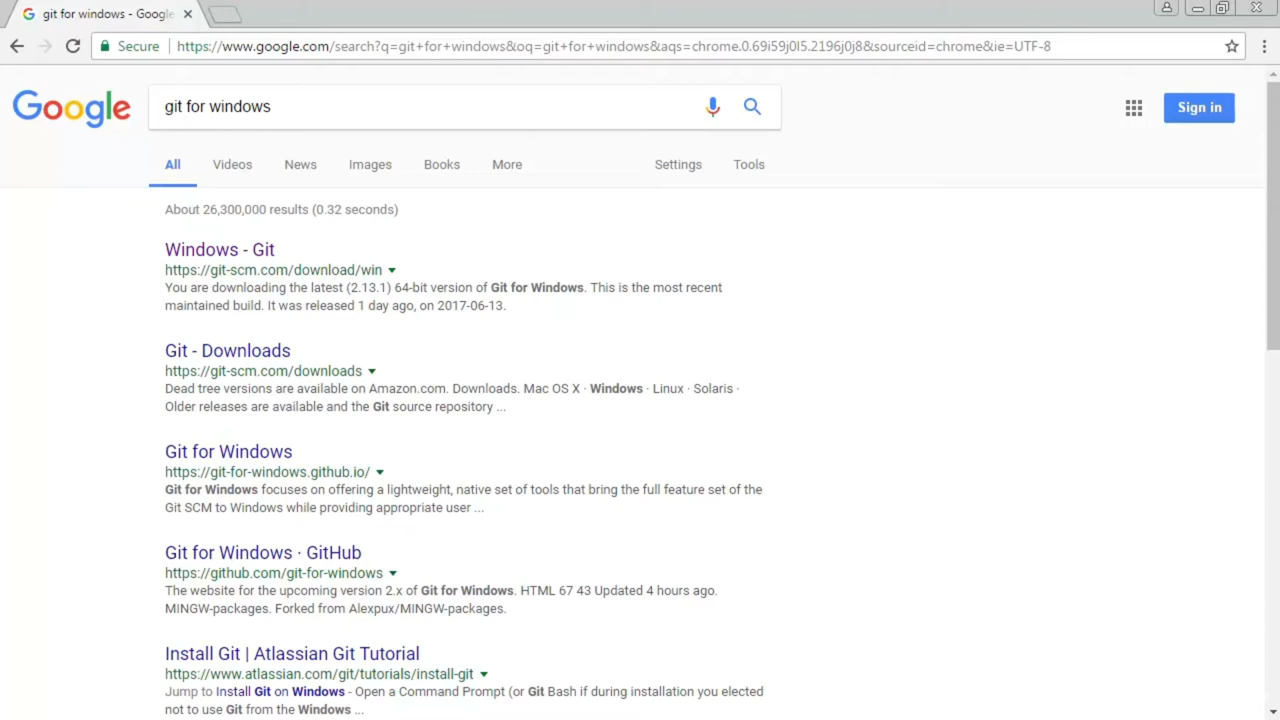 git for windows - Google
Secure https://www.google.com/search?q=git+for+windows&oq=git+for+windows&aqs=chrome.0.69i59j0l5.2196j0j8&sourceid=chrome&ie=UTF-8
Google git for windows Sign in
All Videos News Images Books More Settings Tools
About 26,300,000 results (0.32 seconds)
Windows - Git
https://git-scm.com/download/win
You are downloading the latest (2.13.1) 64-bit version of Git for Windows. This is the most recent
maintained build. It was released 1 day ago, on 2017-06-13.
Git - Downloads
https://git-scm.com/downloads
Dead tree versions are available on Amazon.com. Downloads. Mac OS X · Windows · Linux · Solaris ·
Older releases are available and the Git source repository ...
Git for Windows
https://git-for-windows.github.io/
Git for Windows focuses on offering a lightweight, native set of tools that bring the full feature set of the
Git SCM to Windows while providing appropriate user ...
Git for Windows · GitHub
https://github.com/git-for-windows
The website for the upcoming version 2.x of Git for Windows. HTML 67 43 Updated 4 hours ago.
MINGW-packages. Forked from Alexpux/MINGW-packages.
Install Git | Atlassian Git Tutorial
https://www.atlassian.com/git/tutorials/install-git
Jump to Install Git on Windows - Open a Command Prompt (or Git Bash if during installation you elected
not to use Git from the Windows ...